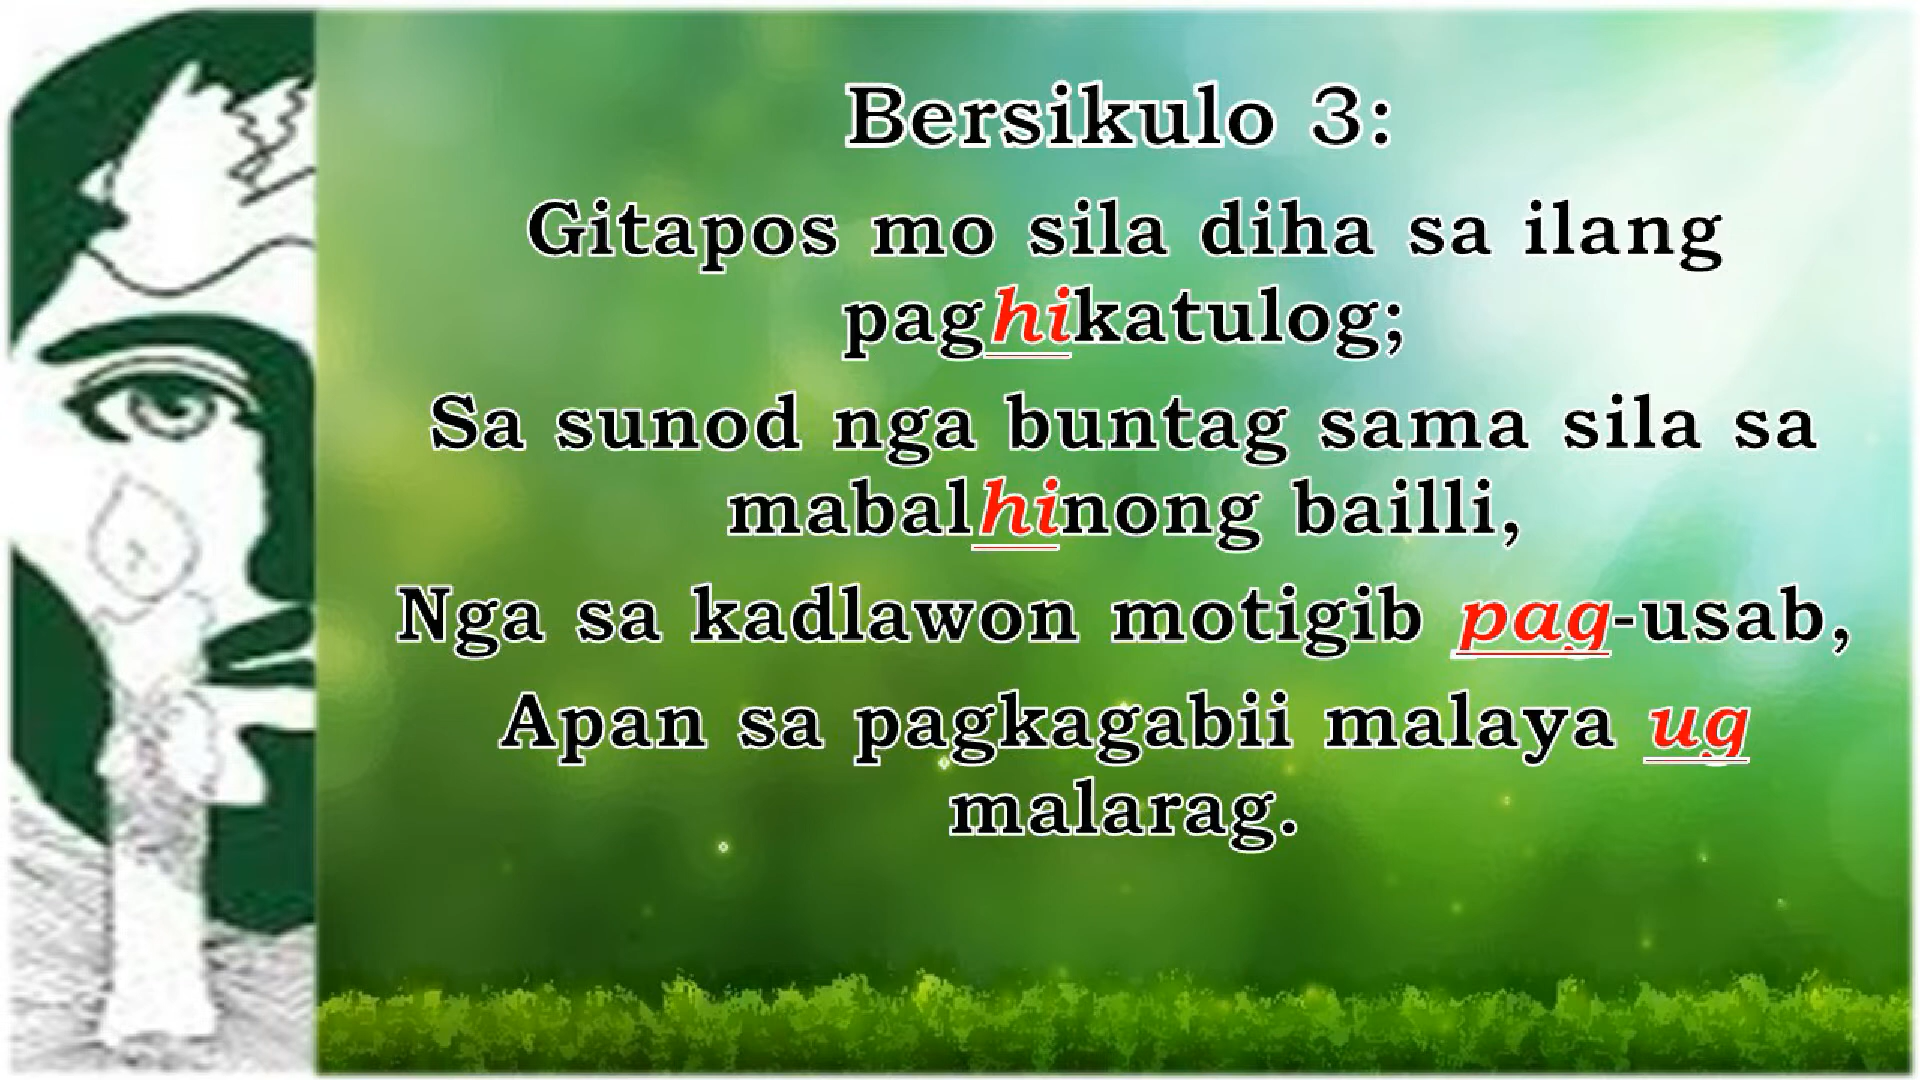 Bersikulo 3:
Gitapos mo sila diha sa ilang
paghikatulog;
Sa sunod nga buntag sama sila sa
mabalhinong bailli,
Nga sa kadlawon motigib pag-usab,
Apan sa pagkagabii malaya ug
malarag.